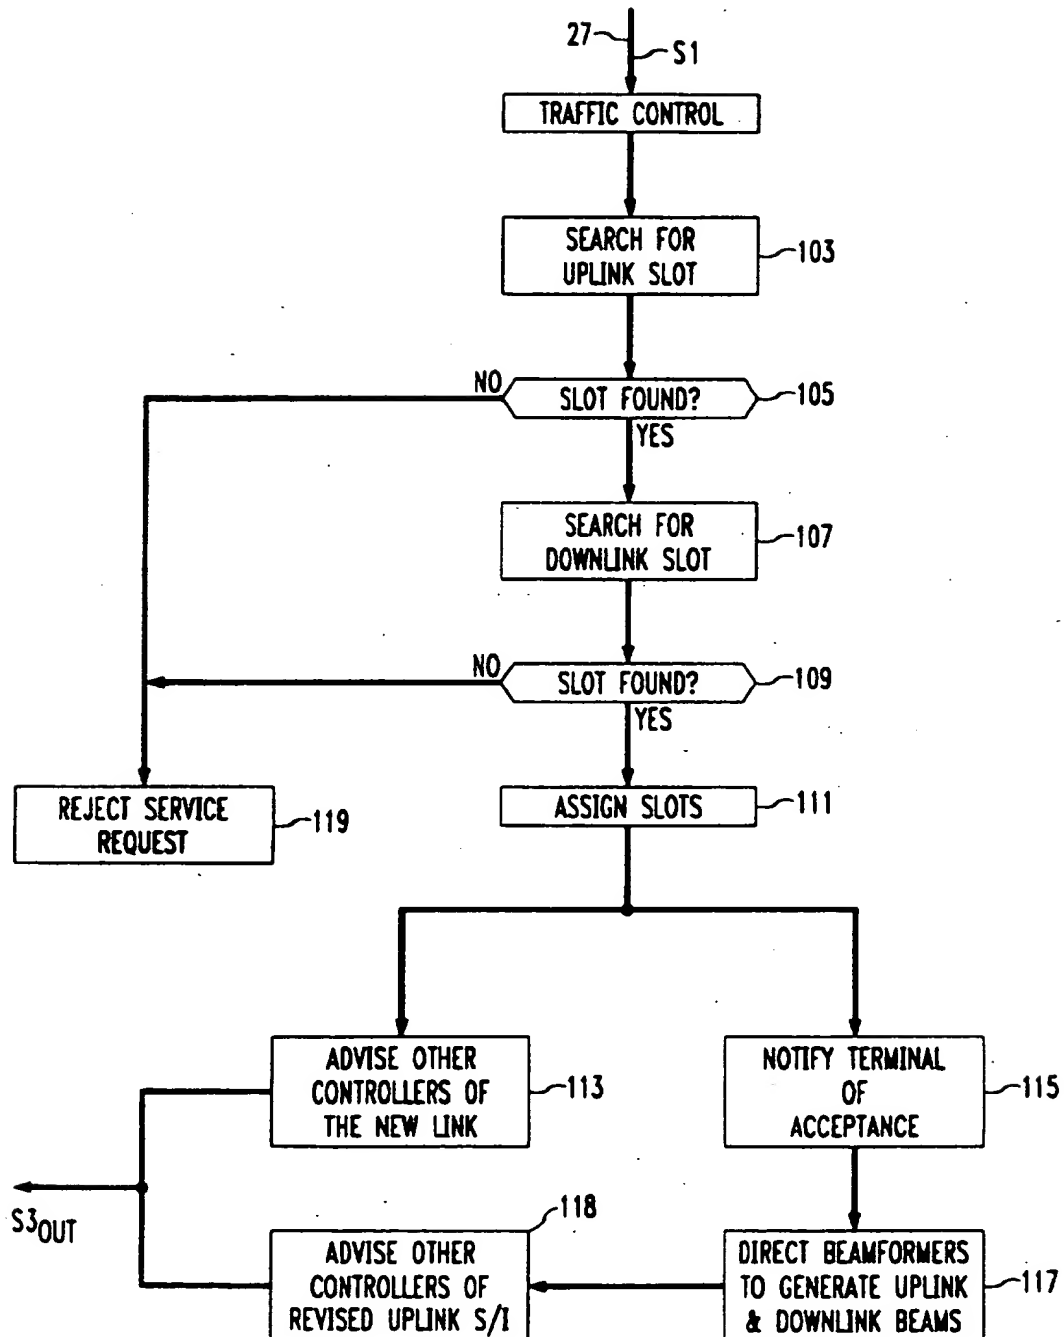 27
S1
TRAFFIC CONTROL
SEARCH FOR
UPLINK SLOT
103
NO
SLOT FOUND?
105
YES
SEARCH FOR
DOWNLINK SLOT
107
NO
SLOT FOUND?
109
YES
REJECT SERVICE
REQUEST
119
ASSIGN SLOTS
111
ADVISE OTHER
CONTROLLERS OF
THE NEW LINK
113
NOTIFY TERMINAL
OF
ACCEPTANCE
115
S3OUT
118
ADVISE OTHER
CONTROLLERS OF
REVISED UPLINK S/I
DIRECT BEAMFORMERS
TO GENERATE UPLINK
& DOWNLINK BEAMS
117